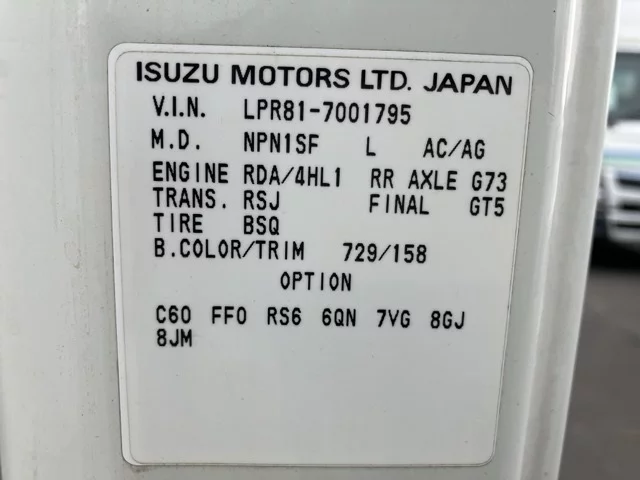 ISUZU MOTORS LTD. JAPAN
V.I.N. LPR81-7001795
M.D. NPN1SF L AC/AG
ENGINE RDA/4HL1 RR AXLE G73
TRANS. RSJ FINAL GT5
TIRE BSQ
B.COLOR/TRIM 729/158
OPTION
C60 FF0 RS6 6QN 7VG 8GJ
8JM